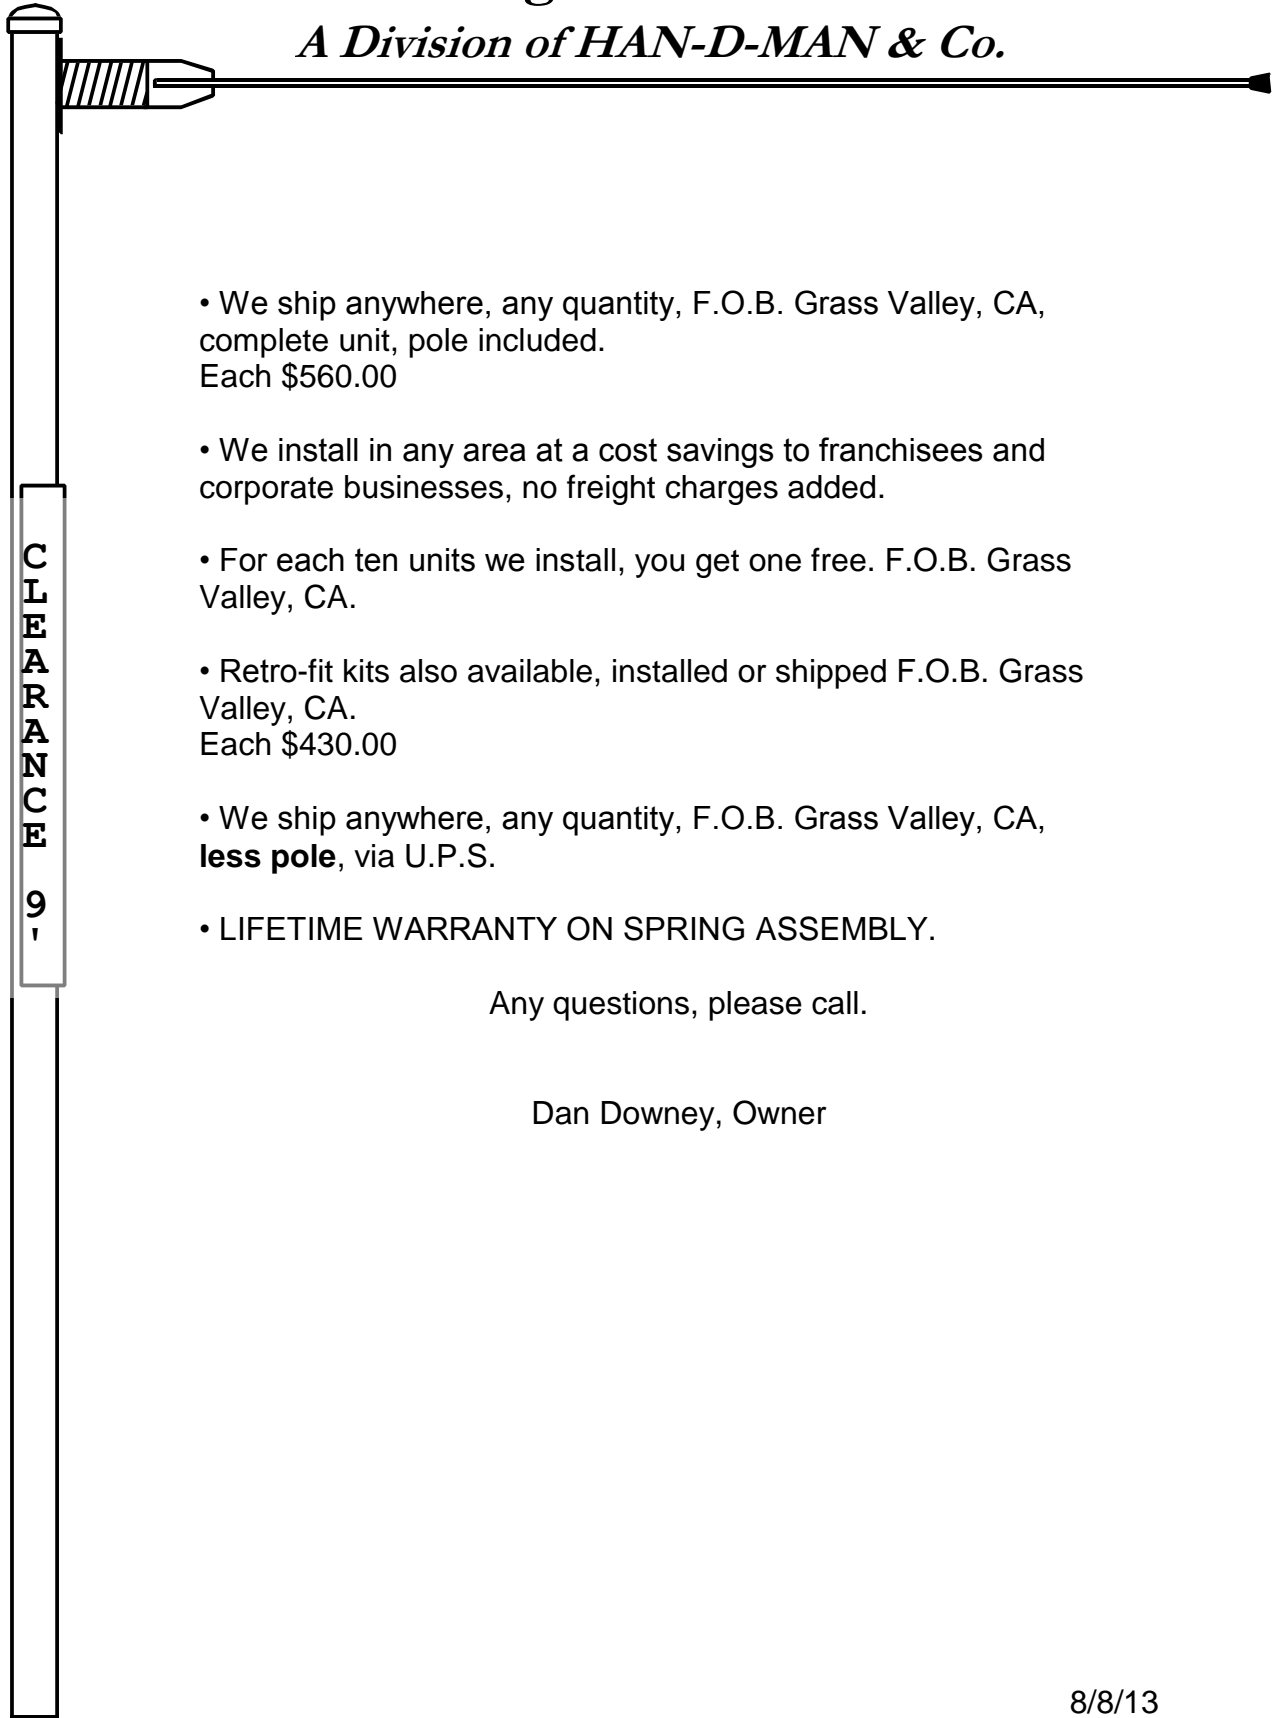 A Division of HAN-D-MAN & Co.
• We ship anywhere, any quantity, F.O.B. Grass Valley, CA,
complete unit, pole included.
Each $560.00
• We install in any area at a cost savings to franchisees and
corporate businesses, no freight charges added.
• For each ten units we install, you get one free. F.O.B. Grass
Valley, CA.
• Retro-fit kits also available, installed or shipped F.O.B. Grass
Valley, CA.
Each $430.00
• We ship anywhere, any quantity, F.O.B. Grass Valley, CA,
less pole, via U.P.S.
• LIFETIME WARRANTY ON SPRING ASSEMBLY.
Any questions, please call.
Dan Downey, Owner
CLEARANCE 9'
8/8/13